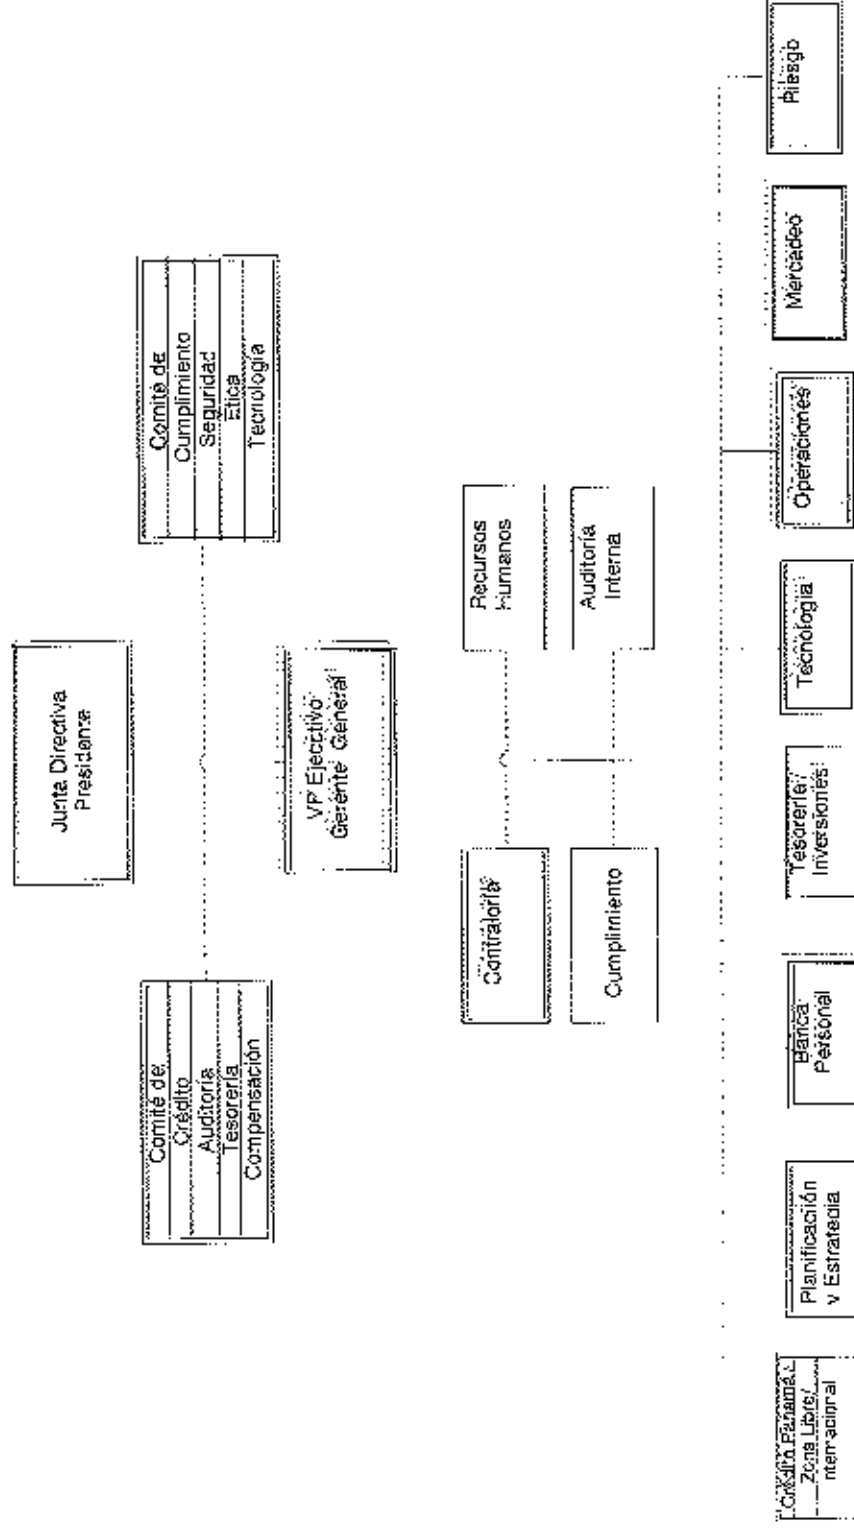 Junta Directiva
Presidente
Comité de
Crédito
Auditoría
Tesorería
Compensación
Comité de
Cumplimiento
Seguridad
Etica
Tecnología
VP Ejecutivo
Gerente General
Contraloría
Recursos
Humanos
Cumplimiento
Auditoría
Interna
Crédito Panamá
Zona Libre/
nternacional
Planificación
y Estrategia
Banca
Personal
Tesorería/
Inversiones
Tecnología
Operaciones
Mercadeo
Riesgo